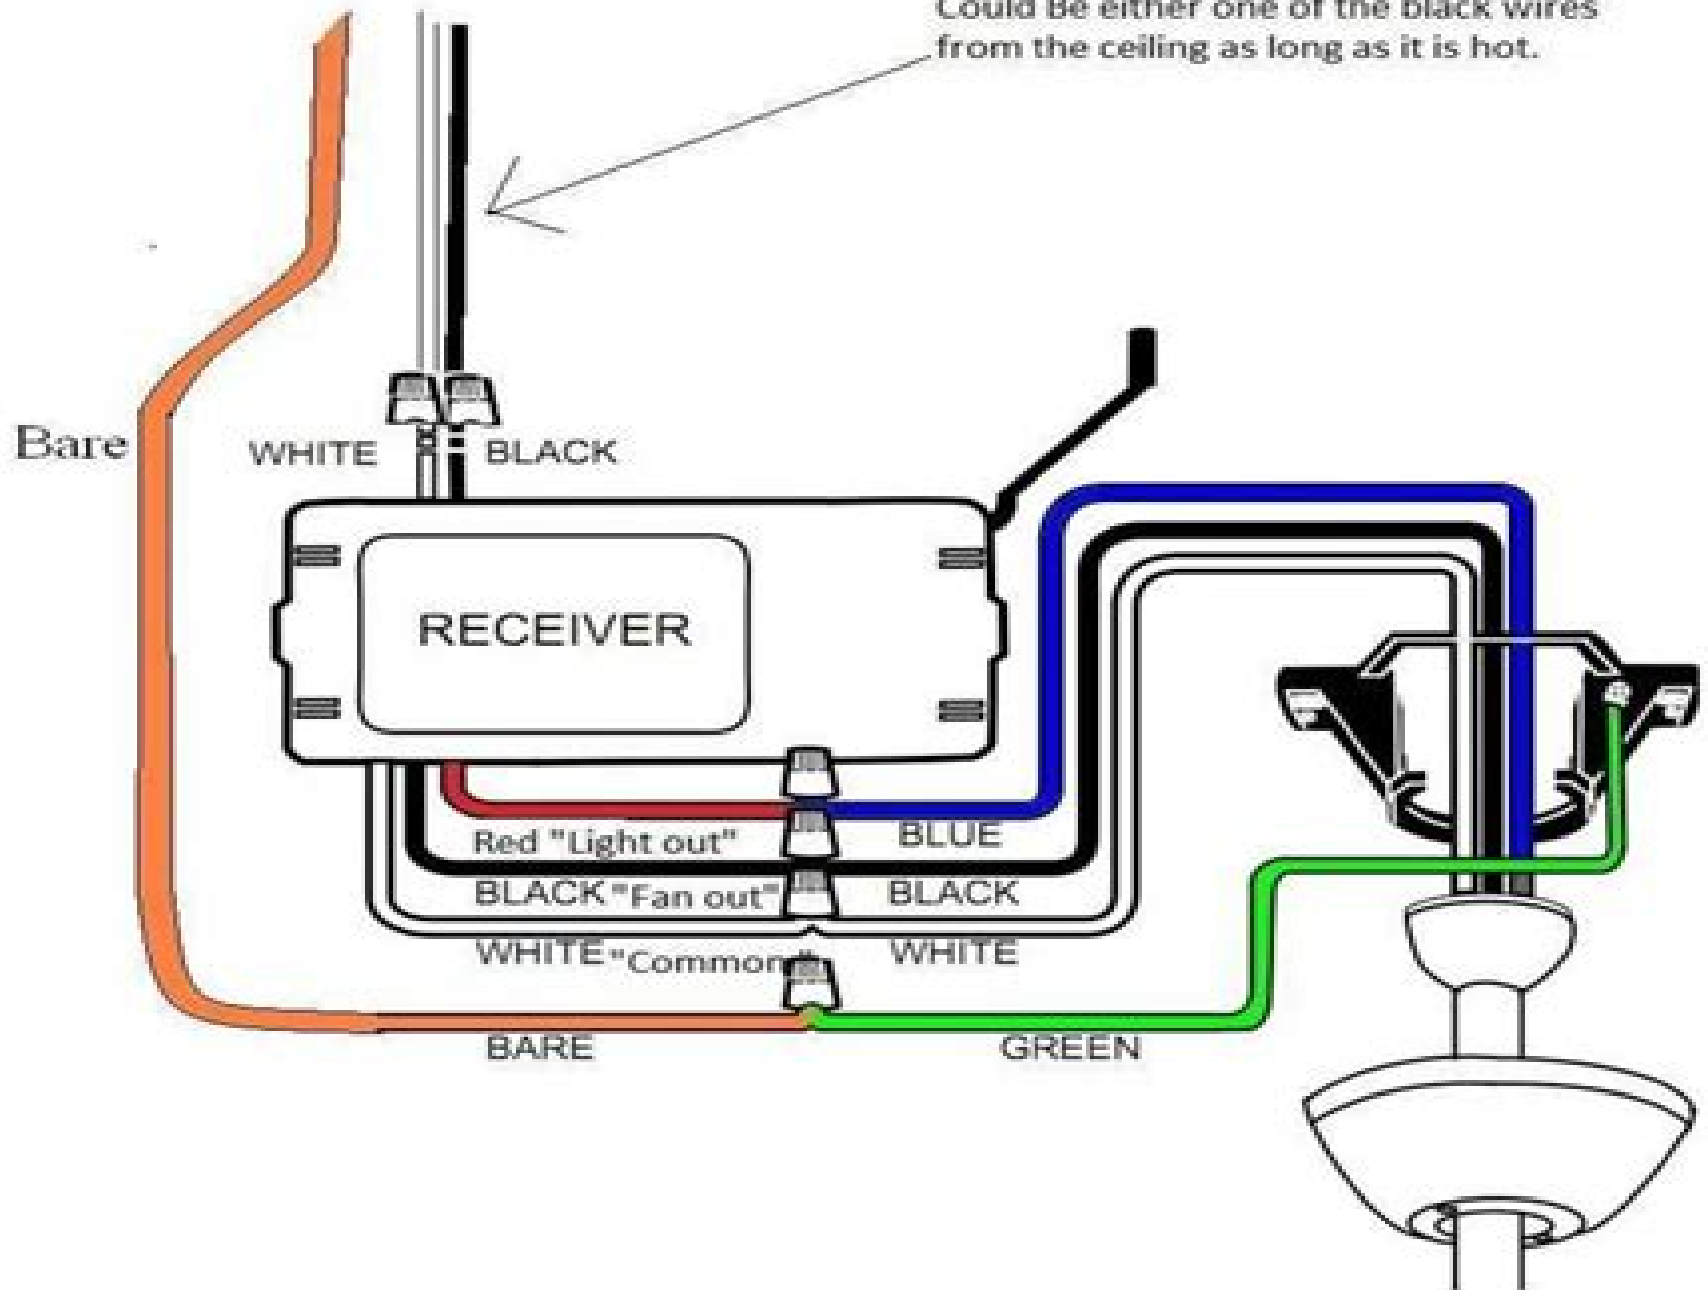 Could Be either one of the black wires
from the ceiling as long as it is hot.
Bare
WHITE
BLACK
RECEIVER
Red "Light out"
BLUE
BLACK "Fan out"
BLACK
WHITE "Common"
WHITE
BARE
GREEN